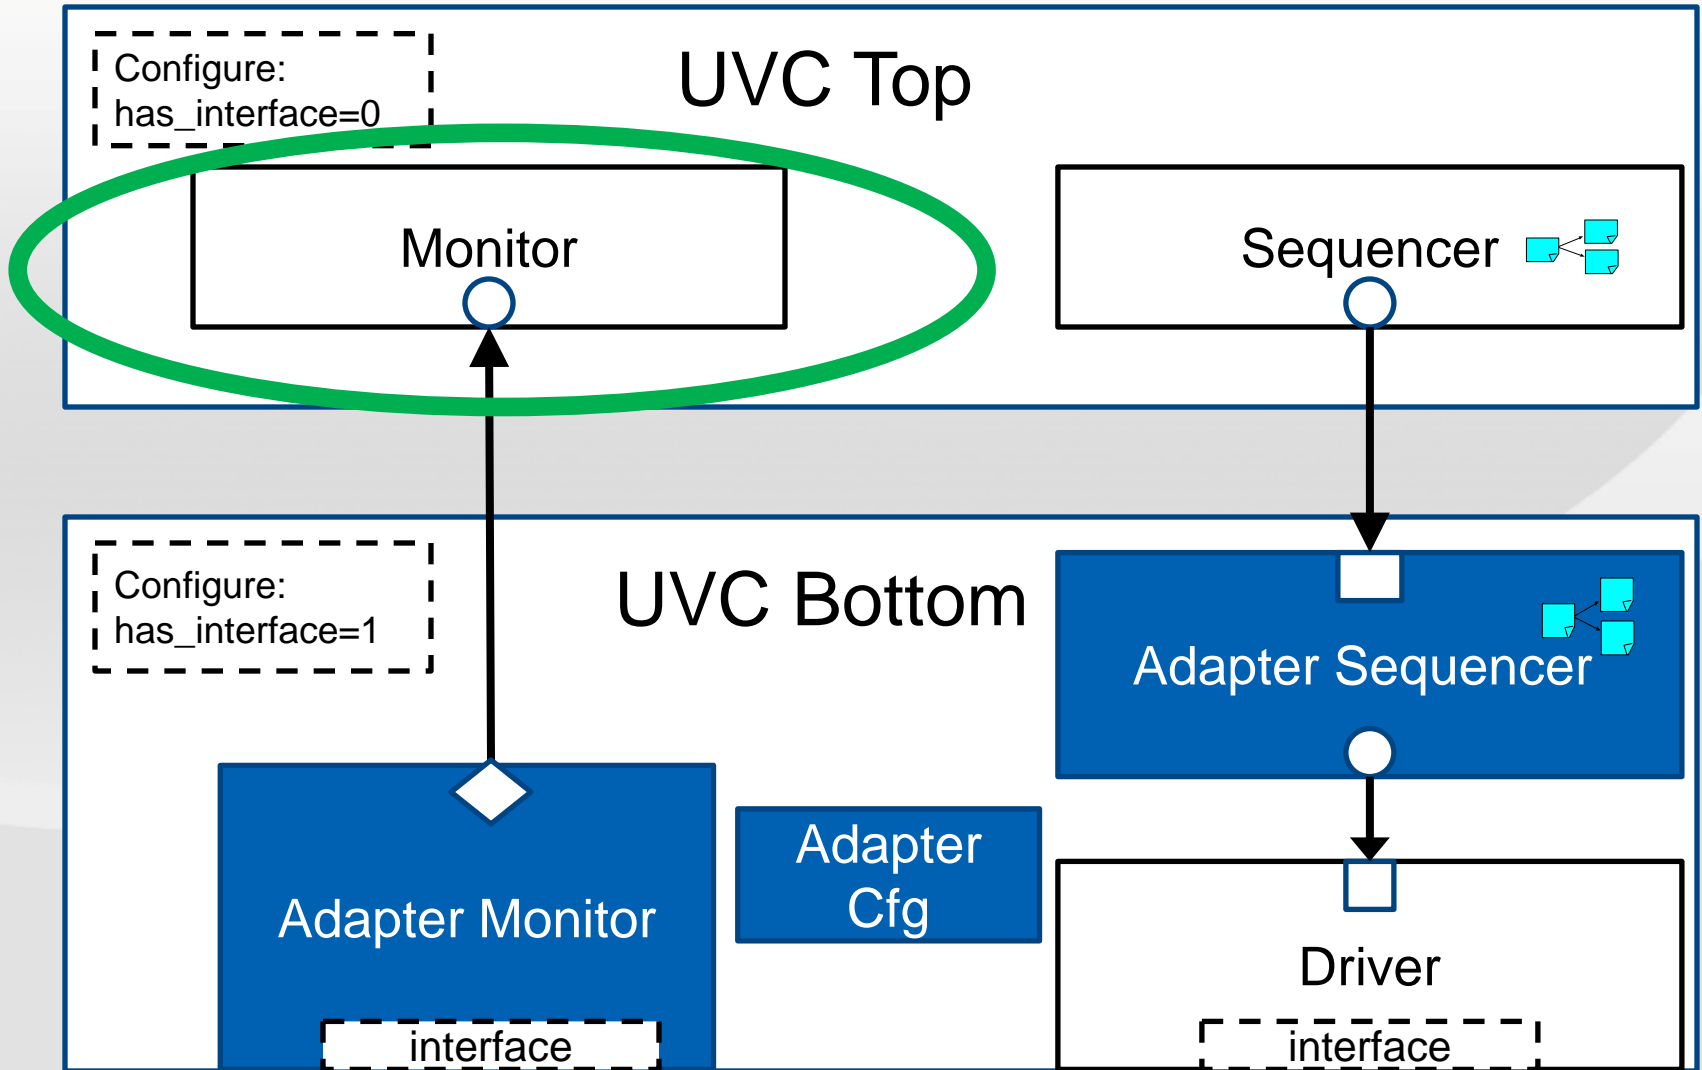 Configure:
has_interface=0
UVC Top
Monitor
Sequencer
Configure:
has_interface=1
UVC Bottom
Adapter Sequencer
Adapter
Cfg
Adapter Monitor
Driver
interface
interface